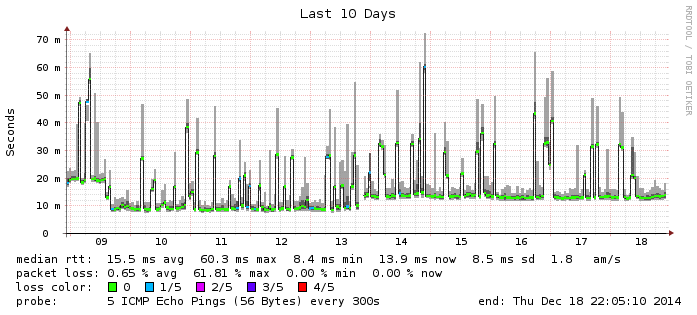 Last 10 Days
RRDTOOL / TOBI OETIKER
Seconds
70 m
60 m
50 m
40 m
30 m
20 m
10 m
0
09 10 11 12 13 14 15 16 17 18
median rtt: 15.5 ms avg 60.3 ms max 8.4 ms min 13.9 ms now 8.5 ms sd 1.8 am/s
packet loss: 0.65 % avg 61.81 % max 0.00 % min 0.00 % now
loss color: 0 1/5 2/5 3/5 4/5
probe: 5 ICMP Echo Pings (56 Bytes) every 300s end: Thu Dec 18 22:05:10 2014